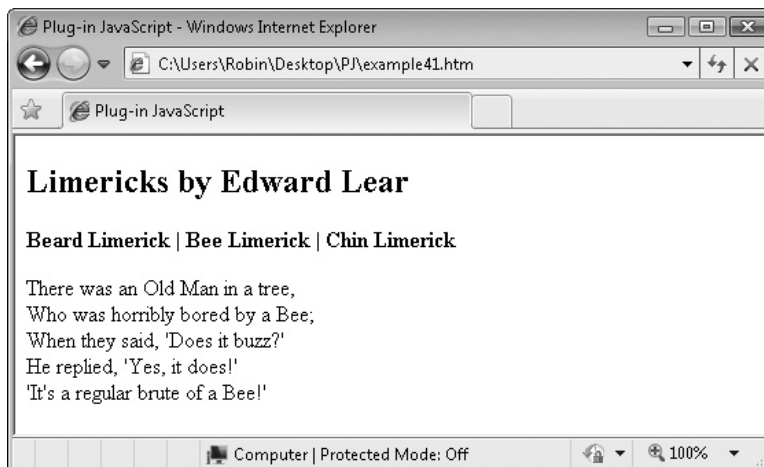 Plug-in JavaScript - Windows Internet Explorer
C:\Users\Robin\Desktop\PJ\example41.htm
Plug-in JavaScript
Limericks by Edward Lear
Beard Limerick | Bee Limerick | Chin Limerick
There was an Old Man in a tree,
Who was horribly bored by a Bee;
When they said, 'Does it buzz?'
He replied, 'Yes, it does!'
'It's a regular brute of a Bee!'
Computer | Protected Mode: Off
100%